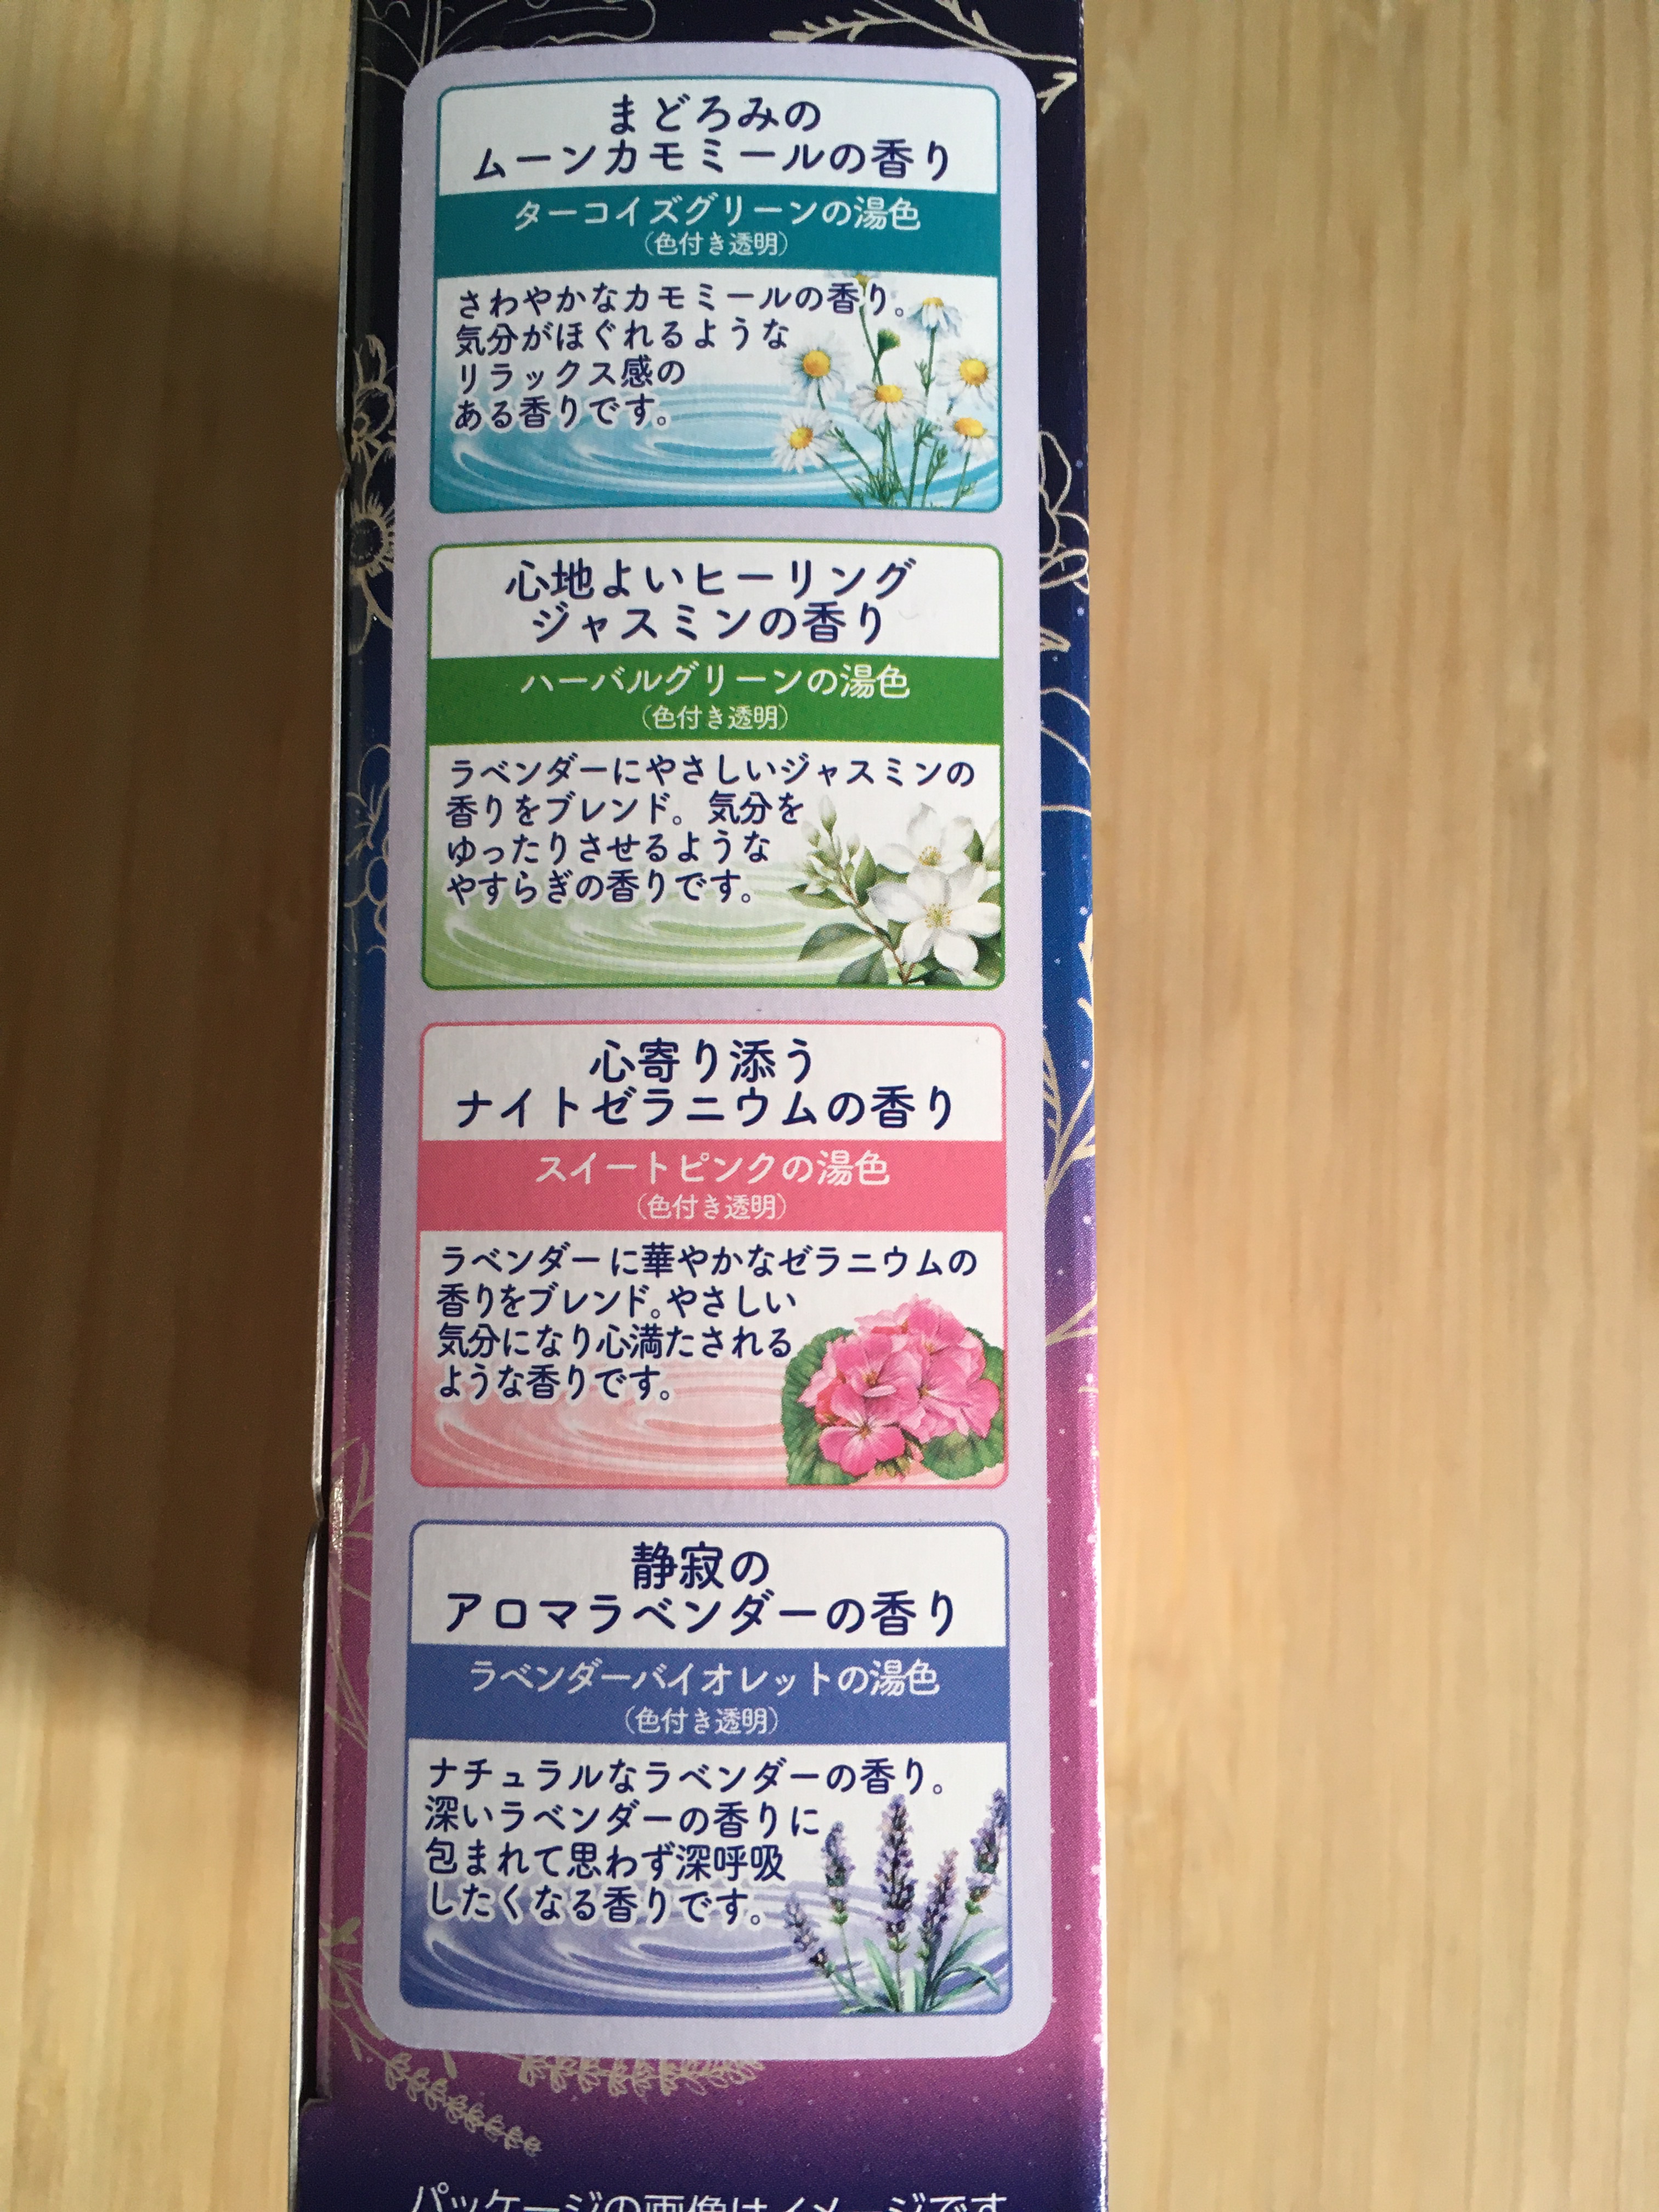 まどろみの
ムーンカモミールの香り
ターコイズグリーンの湯色
（色付き透明）
さわやかなカモミールの香り。
気分がほぐれるような
リラックス感の
ある香りです。
心地よいヒーリング
ジャスミンの香り
ハーバルグリーンの湯色
（色付き透明）
ラベンダーにやさしいジャスミンの
香りをブレンド。気分を
ゆったりさせるような
やすらぎの香りです。
心寄り添う
ナイトゼラニウムの香り
スイートピンクの湯色
（色付き透明）
ラベンダーに華やかなゼラニウムの
香りをブレンド。やさしい
気分になり心満たされる
ような香りです。
静寂の
アロマラベンダーの香り
ラベンダーバイオレットの湯色
（色付き透明）
ナチュラルなラベンダーの香り。
深いラベンダーの香りに
包まれて思わず深呼吸
したくなる香りです。
パッケージの画像はイメージです